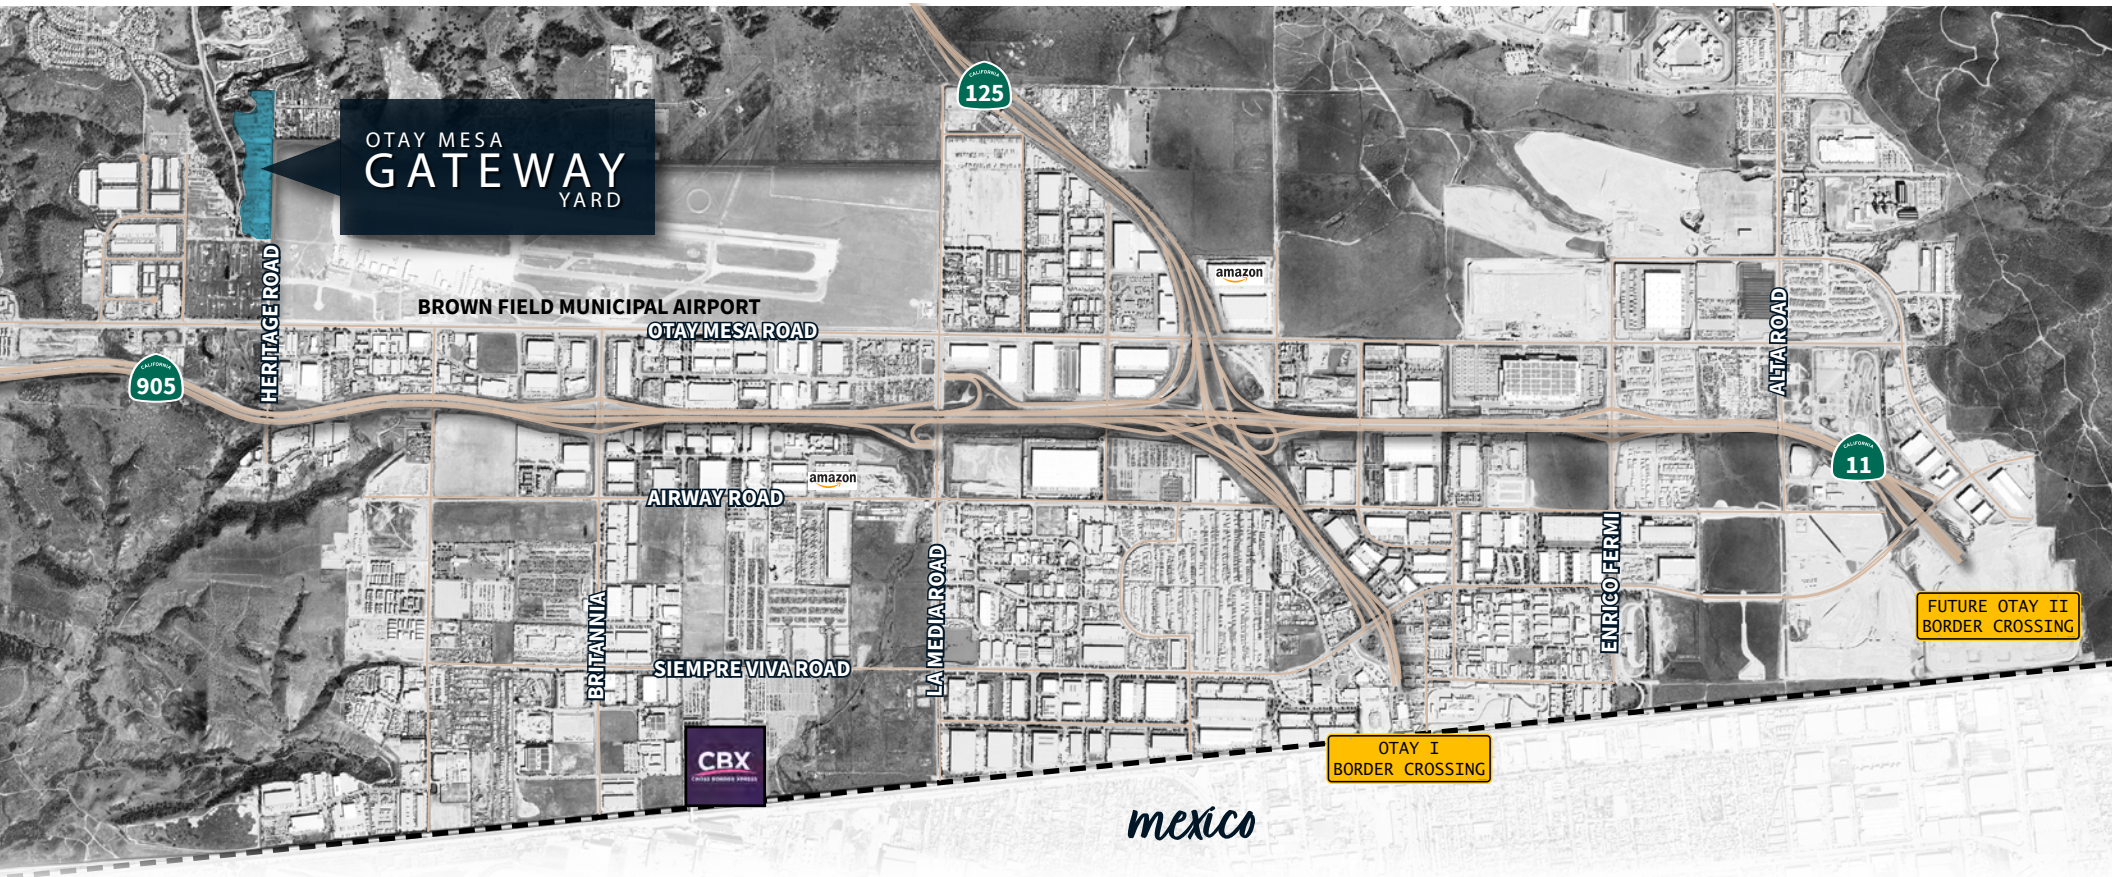 CALIFORNIA
125
OTAY MESA
GATEWAY
YARD
amazon
HERITAGE ROAD
BROWN FIELD MUNICIPAL AIRPORT
OTAY MESA ROAD
ALTA ROAD
CALIFORNIA
905
CALIFORNIA
11
amazon
AIRWAY ROAD
ENRICO FERMI
LA MEDIA ROAD
BRITANNIA
FUTURE OTAY II
BORDER CROSSING
SIEMPRE VIVA ROAD
CBX
CROSS BORDER XPRESS
OTAY I
BORDER CROSSING
mexico